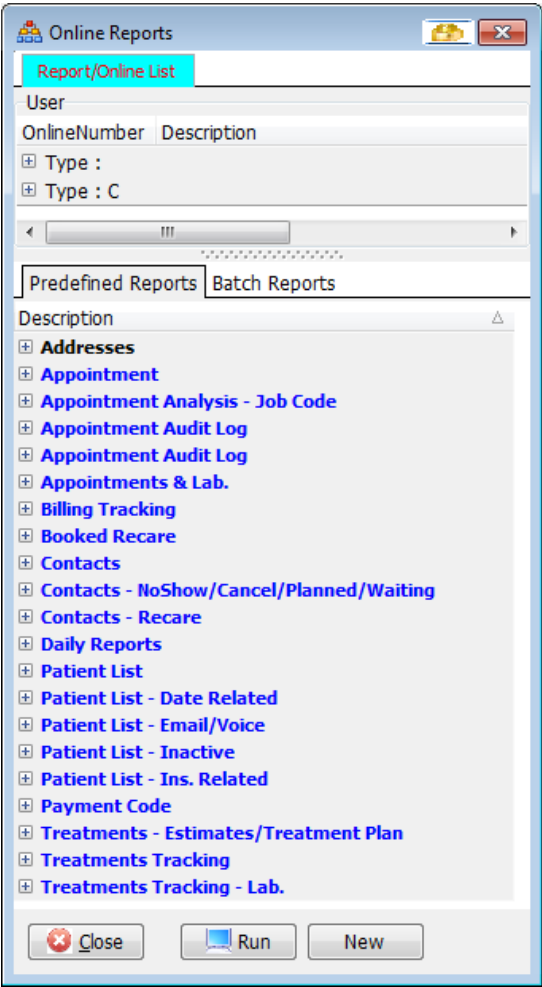 Online Reports
Report/Online List
User
OnlineNumber Description
Type :
Type : C
Predefined Reports Batch Reports
Description
Addresses
Appointment
Appointment Analysis - Job Code
Appointment Audit Log
Appointment Audit Log
Appointments & Lab.
Billing Tracking
Booked Recare
Contacts
Contacts - NoShow/Cancel/Planned/Waiting
Contacts - Recare
Daily Reports
Patient List
Patient List - Date Related
Patient List - Email/Voice
Patient List - Inactive
Patient List - Ins. Related
Payment Code
Treatments - Estimates/Treatment Plan
Treatments Tracking
Treatments Tracking - Lab.
Close Run New